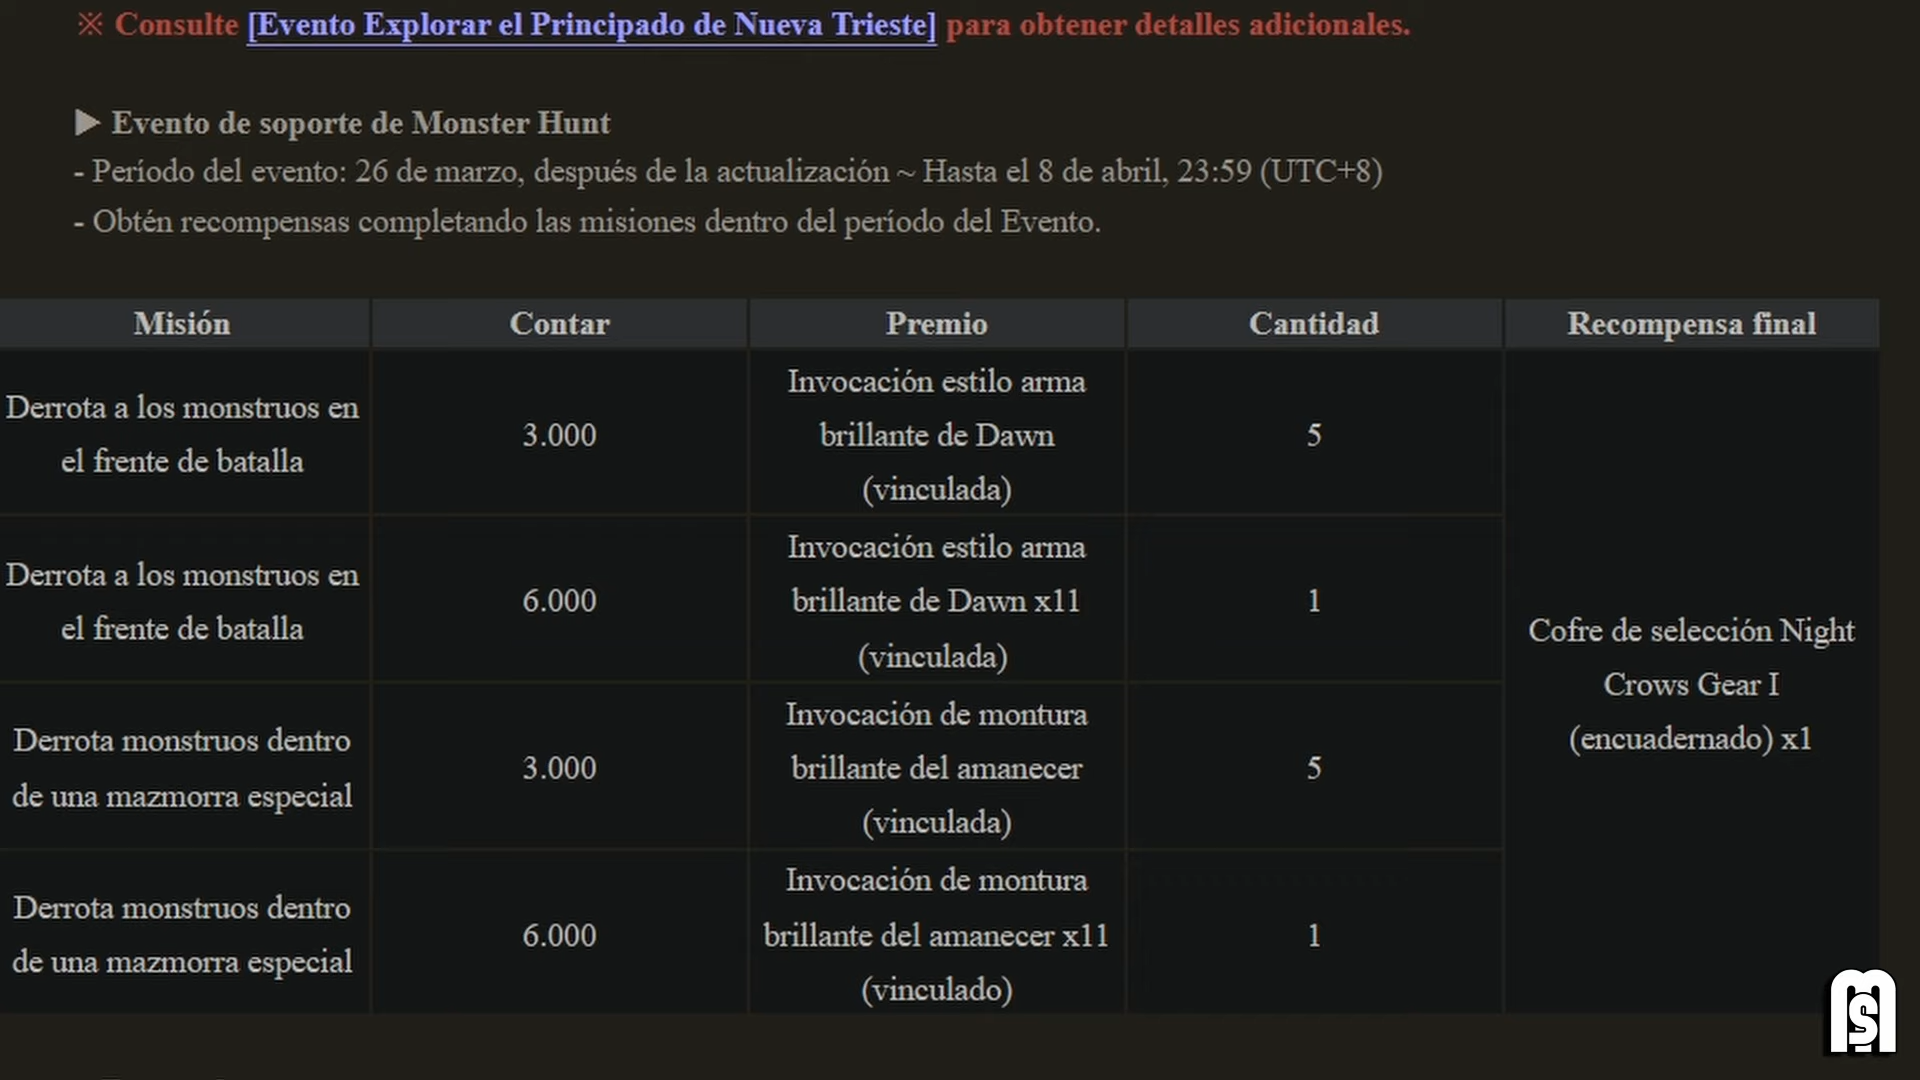 ※ Consulte [Evento Explorar el Principado de Nueva Trieste] para obtener detalles adicionales.
▶ Evento de soporte de Monster Hunt
- Período del evento: 26 de marzo, después de la actualización ~ Hasta el 8 de abril, 23:59 (UTC+8)
- Obtén recompensas completando las misiones dentro del período del Evento.
Misión Contar Premio Cantidad Recompensa final
Derrota a los monstruos en
el frente de batalla
3.000
Invocación estilo arma
brillante de Dawn
(vinculada)
5
Derrota a los monstruos en
el frente de batalla
6.000
Invocación estilo arma
brillante de Dawn x11
(vinculada)
1
Derrota monstruos dentro
de una mazmorra especial
3.000
Invocación de montura
brillante del amanecer
(vinculada)
5
Derrota monstruos dentro
de una mazmorra especial
6.000
Invocación de montura
brillante del amanecer x11
(vinculado)
1
Cofre de selección Night
Crows Gear I
(encuadernado) x1